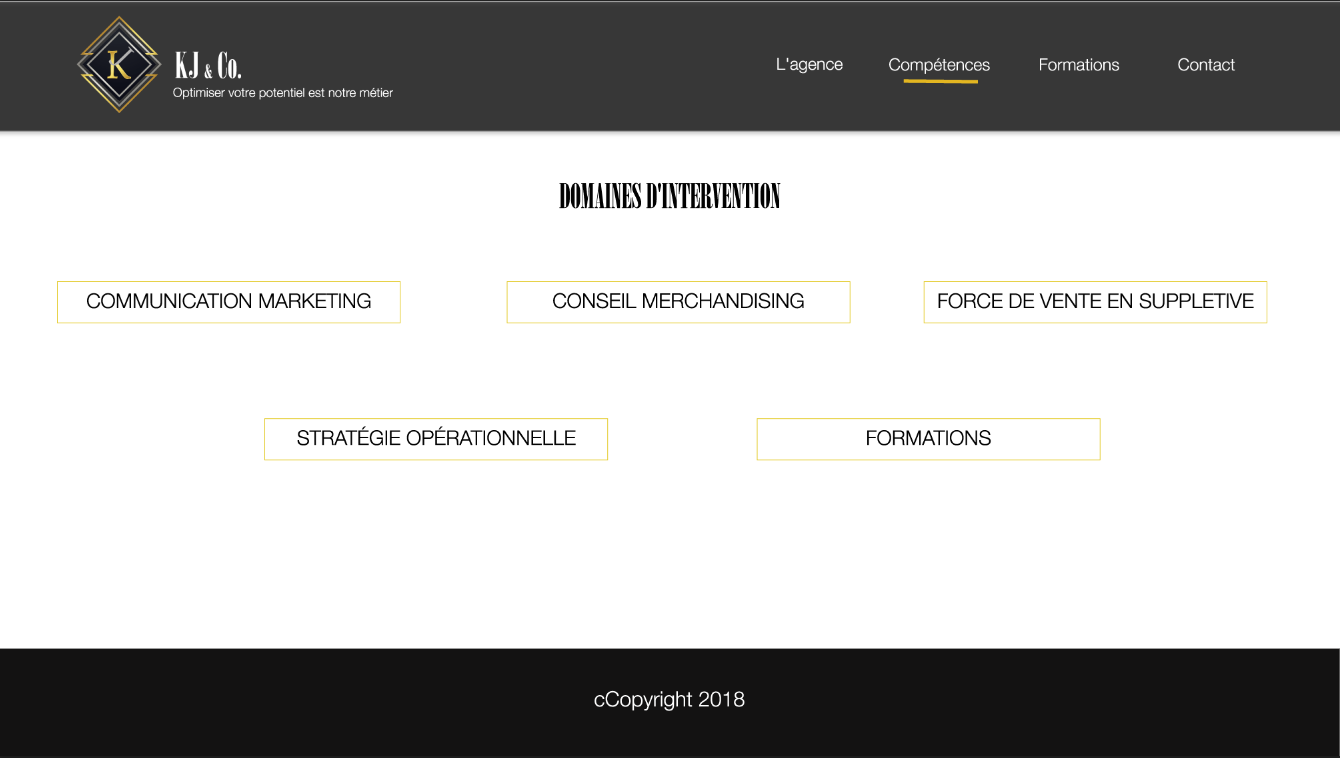 K
KJ & Co.
Optimiser votre potentiel est notre métier
L'agence
Compétences
Formations
Contact
DOMAINES D'INTERVENTION
COMMUNICATION MARKETING
CONSEIL MERCHANDISING
FORCE DE VENTE EN SUPPLETIVE
STRATÉGIE OPÉRATIONNELLE
FORMATIONS
cCopyright 2018